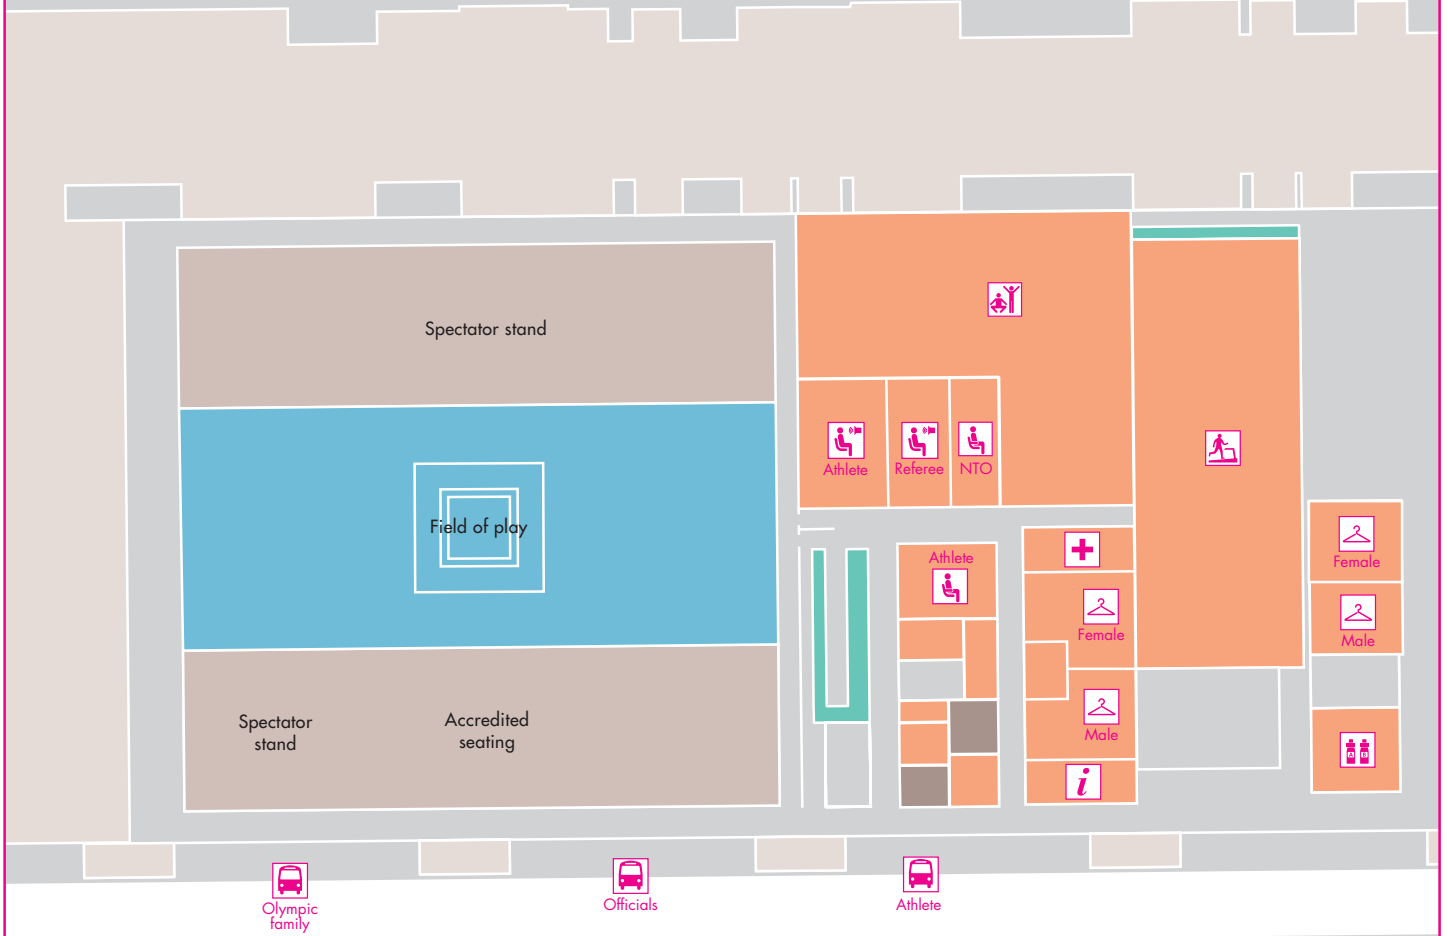 Spectator stand
Athlete
Referee
NTO
Field of play
Athlete
Female
Female
Male
Male
Spectator
stand
Accredited
seating
i
A B
Olympic
family
Officials
Athlete